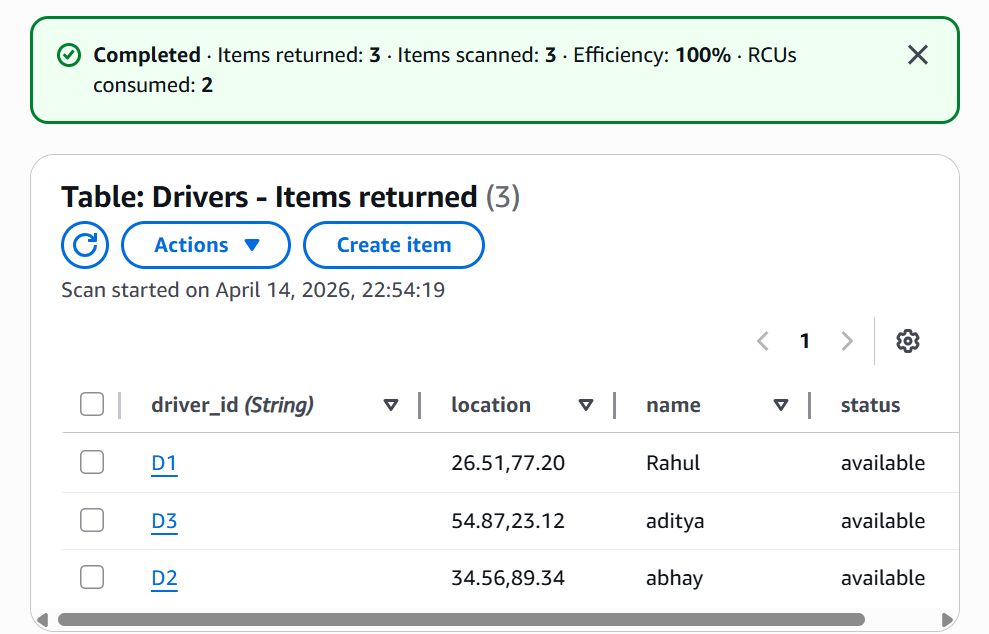 Completed · Items returned: 3 · Items scanned: 3 · Efficiency: 100% · RCUs
consumed: 2
Table: Drivers - Items returned (3)
Actions
Create item
Scan started on April 14, 2026, 22:54:19
1
driver_id (String) location name status
D1 26.51,77.20 Rahul available
D3 54.87,23.12 aditya available
D2 34.56,89.34 abhay available